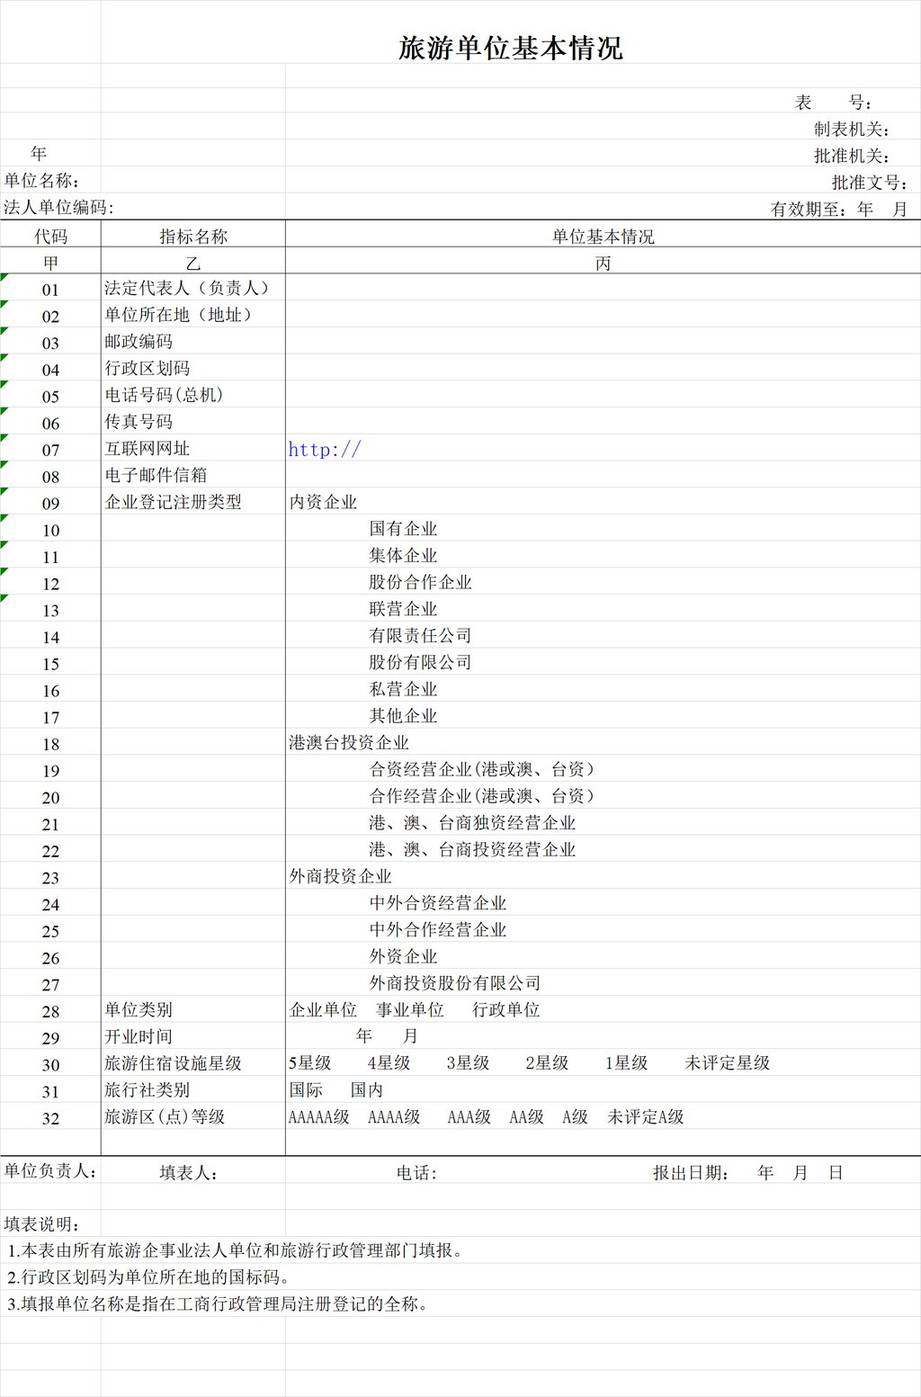 旅游单位基本情况
表　　号：
制表机关：
年
批准机关：
单位名称：
批准文号：
法人单位编码：
有效期至：年　月
代码 指标名称 单位基本情况
甲 乙 丙
01 法定代表人（负责人）
02 单位所在地（地址）
03 邮政编码
04 行政区划码
05 电话号码(总机)
06 传真号码
07 互联网网址 http://
08 电子邮件信箱
09 企业登记注册类型 内资企业
10 国有企业
11 集体企业
12 股份合作企业
13 联营企业
14 有限责任公司
15 股份有限公司
16 私营企业
17 其他企业
18 港澳台投资企业
19 合资经营企业(港或澳、台资）
20 合作经营企业(港或澳、台资）
21 港、澳、台商独资经营企业
22 港、澳、台商投资经营企业
23 外商投资企业
24 中外合资经营企业
25 中外合作经营企业
26 外资企业
27 外商投资股份有限公司
28 单位类别 企业单位 事业单位 行政单位
29 开业时间 年 月
30 旅游住宿设施星级 5星级 4星级 3星级 2星级 1星级 未评定星级
31 旅行社类别 国际 国内
32 旅游区(点)等级 AAAAA级 AAAA级 AAA级 AA级 A级 未评定A级
单位负责人： 填表人： 电话: 报出日期： 年 月 日
填表说明：
1.本表由所有旅游企事业法人单位和旅游行政管理部门填报。
2.行政区划码为单位所在地的国标码。
3.填报单位名称是指在工商行政管理局注册登记的全称。